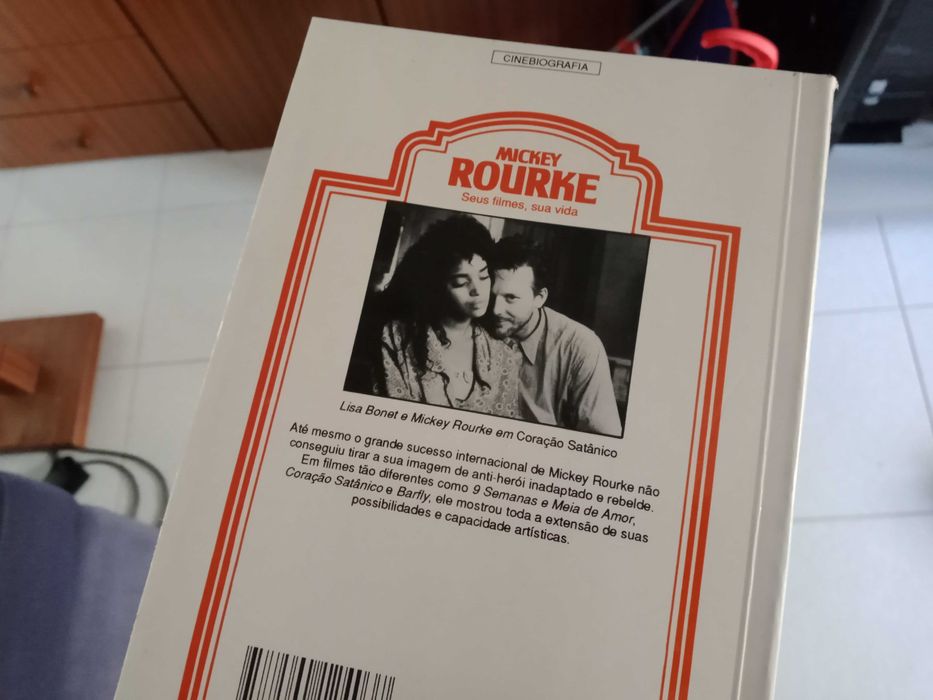 CINEBIOGRAFIA
MICKEY
ROURKE
Seus filmes, sua vida
Lisa Bonet e Mickey Rourke em Coração Satânico
Até mesmo o grande sucesso internacional de Mickey Rourke não
conseguiu tirar a sua imagem de anti-herói inadaptado e rebelde.
Em filmes tão diferentes como 9 Semanas e Meia de Amor,
Coração Satânico e Barfly, ele mostrou toda a extensão de suas
possibilidades e capacidade artísticas.